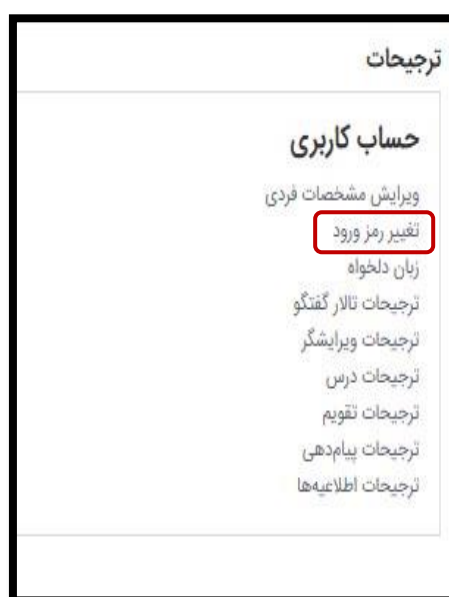 ترجیحات
حساب کاربری
ویرایش مشخصات فردی
تغییر رمز ورود
زبان دلخواه
ترجیحات تالار گفتگو
ترجیحات ویرایشگر
ترجیحات درس
ترجیحات تقویم
ترجیحات پیام‌دهی
ترجیحات اطلاعیه‌ها